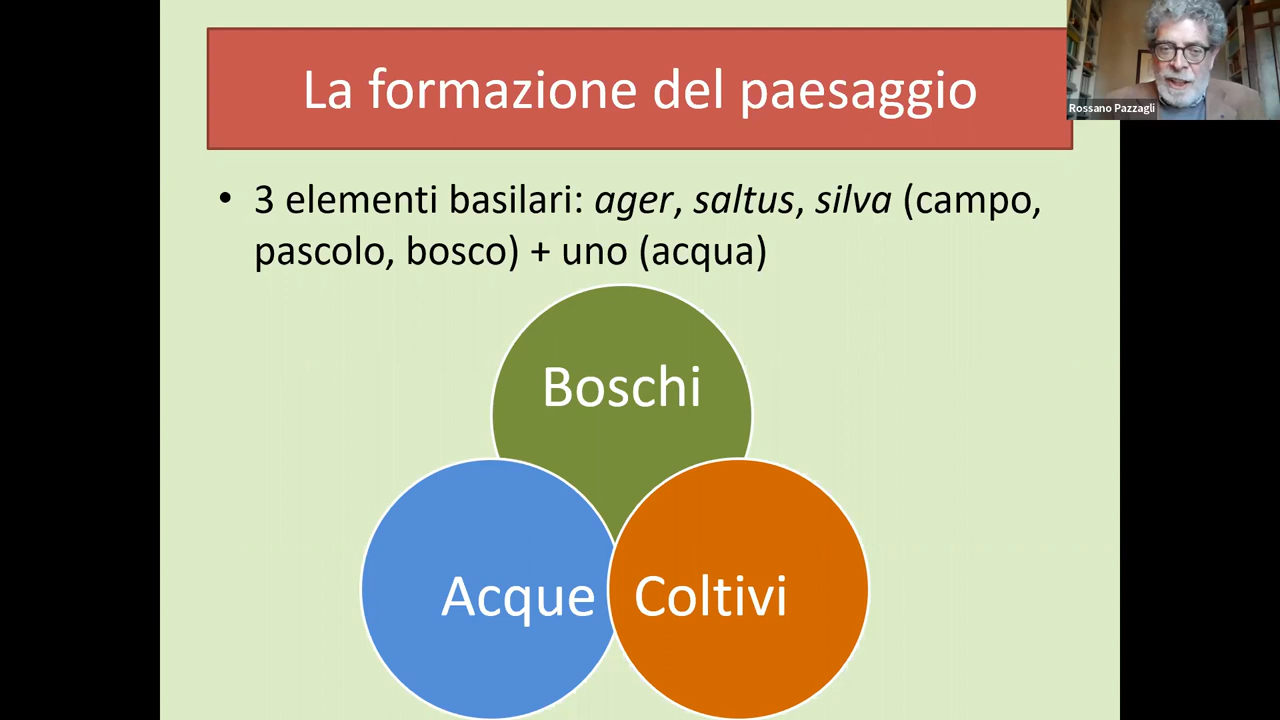 La formazione del paesaggio
Rossano Pazzagli
• 3 elementi basilari: ager, saltus, silva (campo,
pascolo, bosco) + uno (acqua)
Boschi
Acque
Coltivi